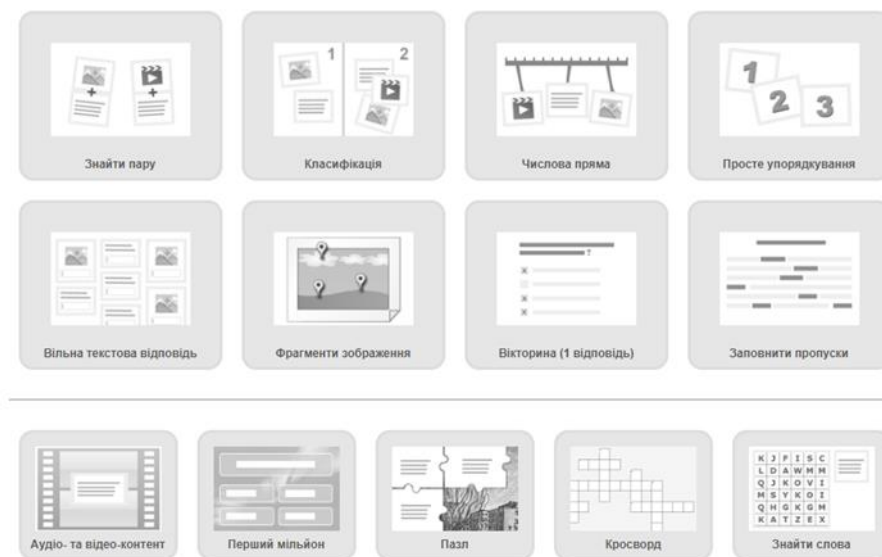 1 2
1
2
3
Знайти пару
Класифікація
Числова пряма
Просте упорядкування
?
Вільна текстова відповідь
Фрагменти зображення
Вікторина (1 відповідь)
Заповнити пропуски
K J F I S C
L D A W M M
Q J K O V I
M S Y K O I
Q H G K G M
K A T Z E X
Аудіо- та відео-контент
Перший мільйон
Пазл
Кросворд
Знайти слова